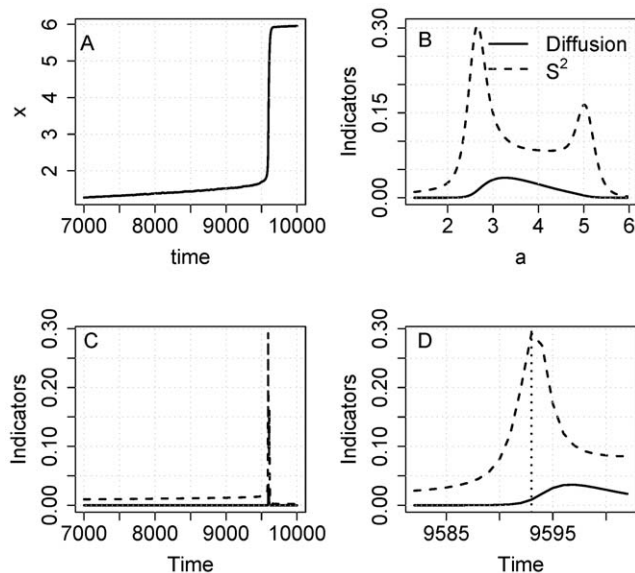 A
x
6
5
4
3
2
7000 8000 9000 10000
time
B
Indicators
0.30
0.15
0.00
Diffusion
S²
2 3 4 5 6
a
C
Indicators
0.30
0.20
0.10
0.00
7000 8000 9000 10000
Time
D
Indicators
0.30
0.20
0.10
0.00
9585 9595
Time